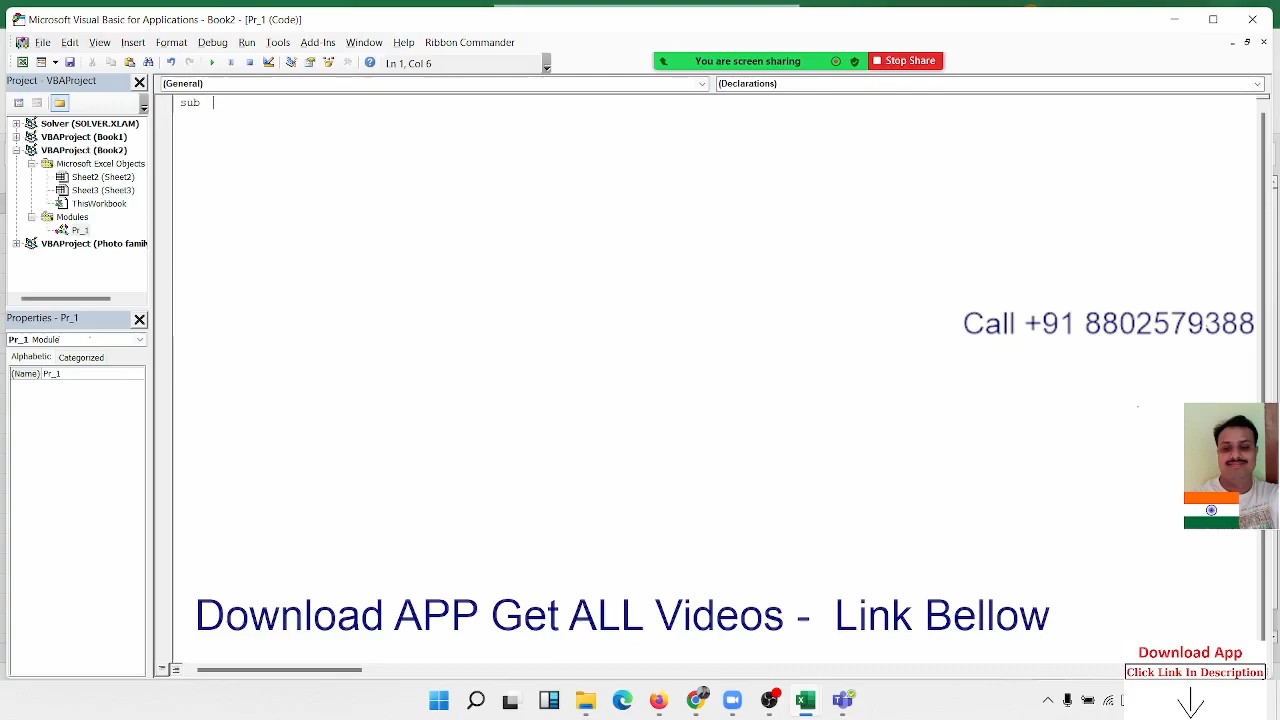 Microsoft Visual Basic for Applications - Book2 - [Pr_1 (Code)]
File Edit View Insert Format Debug Run Tools Add-Ins Window Help Ribbon Commander
Ln 1, Col 6
You are screen sharing
Stop Share
Project - VBAProject
(General)
(Declarations)
sub
Solver (SOLVER.XLAM)
VBAProject (Book1)
VBAProject (Book2)
Microsoft Excel Objects
Sheet2 (Sheet2)
Sheet3 (Sheet3)
ThisWorkbook
Modules
Pr_1
VBAProject (Photo family
Properties - Pr_1
Pr_1 Module
Alphabetic Categorized
(Name) Pr_1
Call +91 8802579388
Download APP Get ALL Videos - Link Bellow
Download App
Click Link In Description